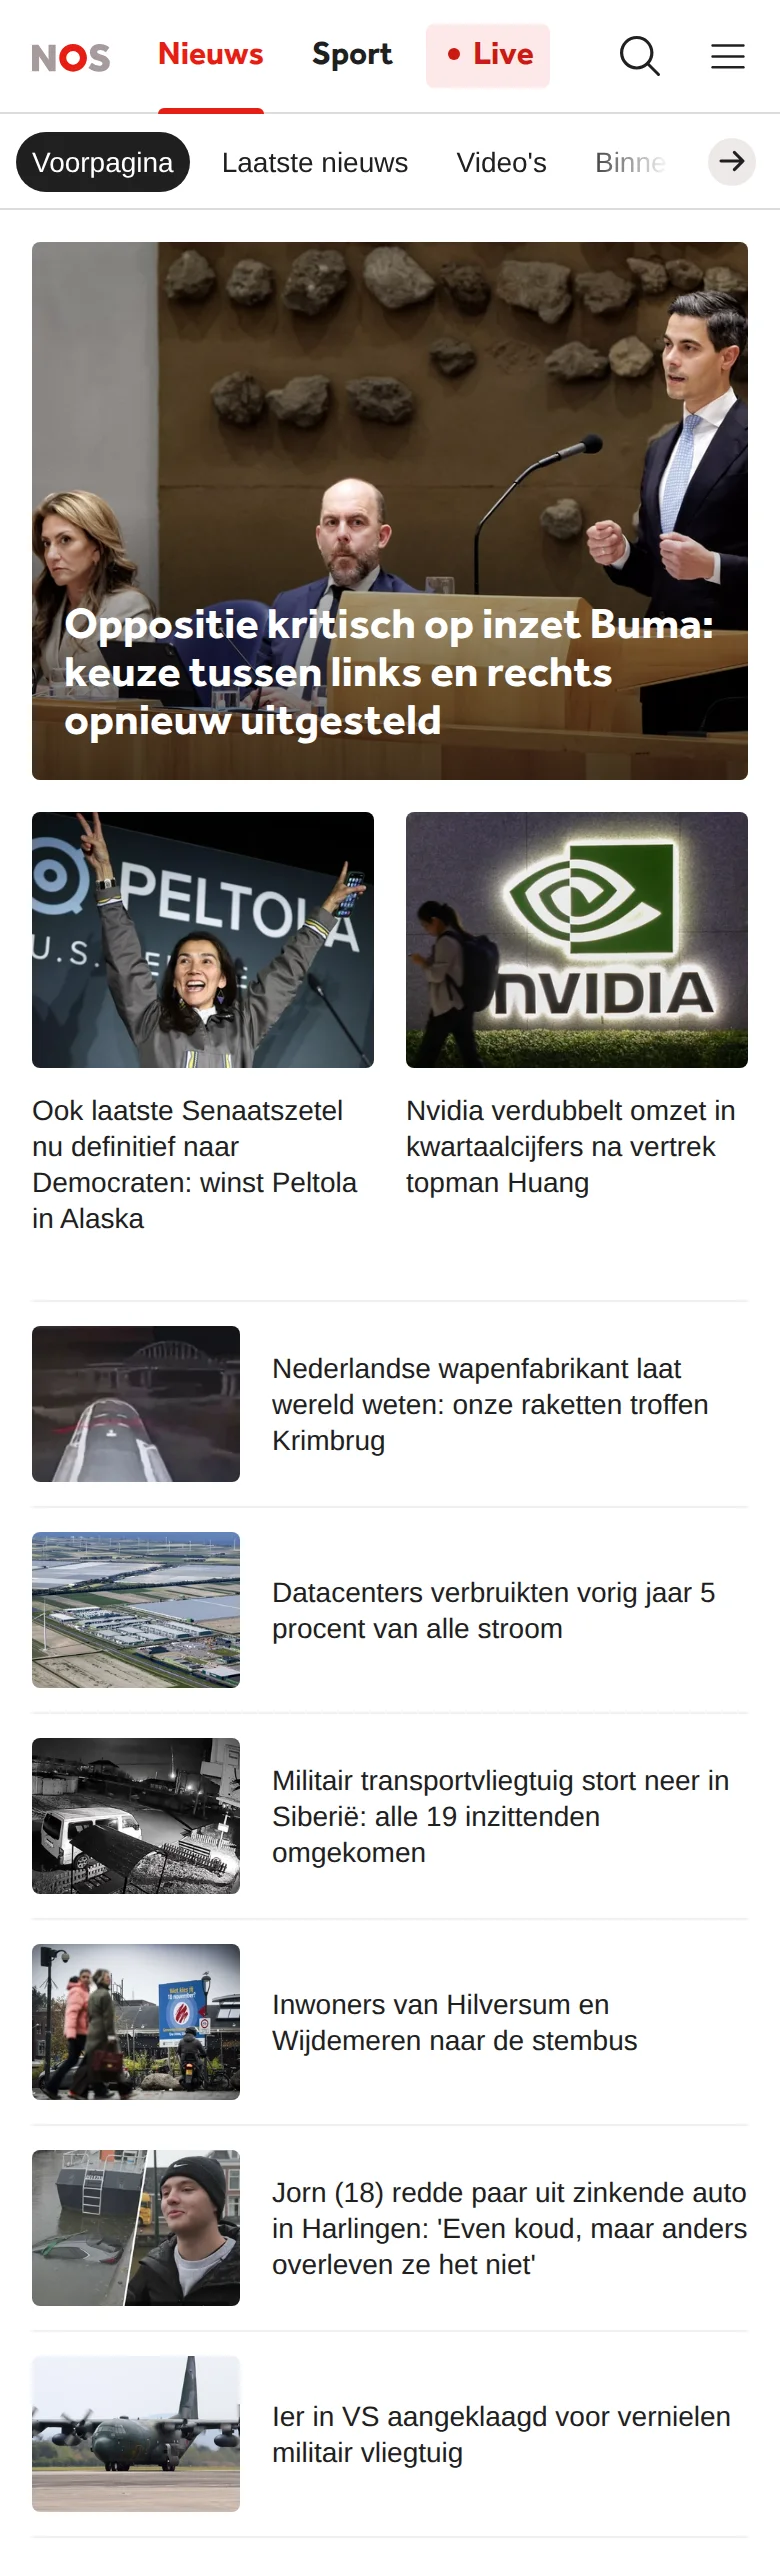 NOS
Nieuws
Sport
Live
Voorpagina
Laatste nieuws
Video's
Binne
Oppositie kritisch op inzet Buma:
keuze tussen links en rechts
opnieuw uitgesteld
PELTOLA
U.S.
NVIDIA
Ook laatste Senaatszetel
nu definitief naar
Democraten: winst Peltola
in Alaska
Nvidia verdubbelt omzet in
kwartaalcijfers na vertrek
topman Huang
Nederlandse wapenfabrikant laat
wereld weten: onze raketten troffen
Krimbrug
Datacenters verbruikten vorig jaar 5
procent van alle stroom
Militair transportvliegtuig stort neer in
Siberië: alle 19 inzittenden
omgekomen
Inwoners van Hilversum en
Wijdemeren naar de stembus
Jorn (18) redde paar uit zinkende auto
in Harlingen: 'Even koud, maar anders
overleven ze het niet'
Ier in VS aangeklaagd voor vernielen
militair vliegtuig